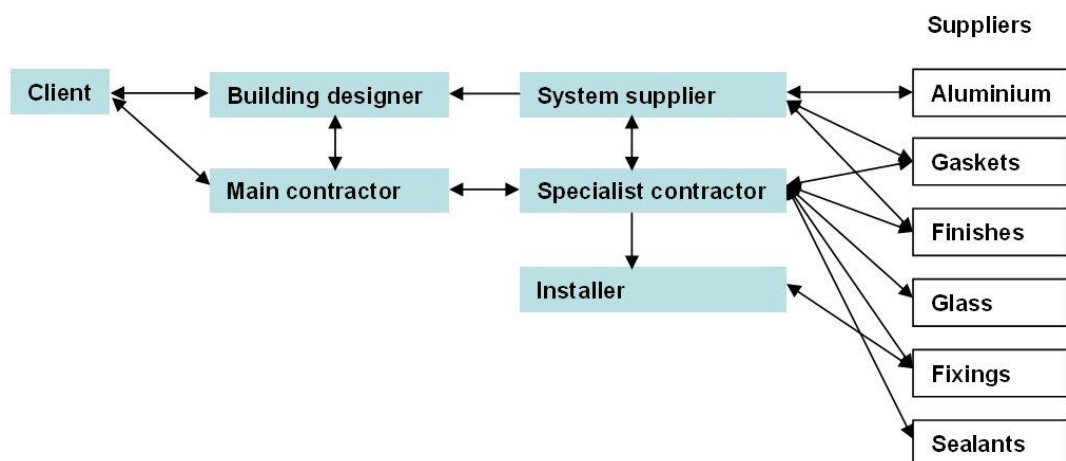 Suppliers
Client
Building designer
System supplier
Aluminium
Gaskets
Main contractor
Specialist contractor
Finishes
Installer
Glass
Fixings
Sealants